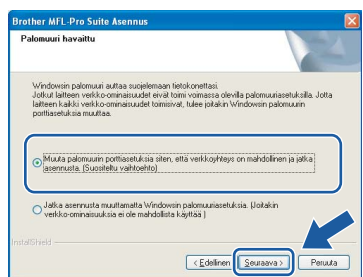 Brother MFL-Pro Suite Asennus
Palomuuri havaittu
Windowsin palomuuri auttaa suojelemaan tietokonettasi.
Jotkut laitteen verkko-ominaisuudet eivät toimi voimassa olevilla palomuuriasetuksilla. Jotta
laitteen kaikki verkko-ominaisuudet toimisivat, tulee joitakin Windowsin palomuurin
porttiasetuksia muuttaa.
Muuta palomuurin porttiasetuksia siten, että verkkoyhteys on mahdollinen ja jatka
asennusta. (Suositeltu vaihtoehto)
Jatka asennusta muuttamatta Windowsin palomuuriasetuksia. (Joitakin
verkko-ominaisuuksia ei ole mahdollista käyttää )
InstallShield
< Edellinen
Seuraava >
Peruuta